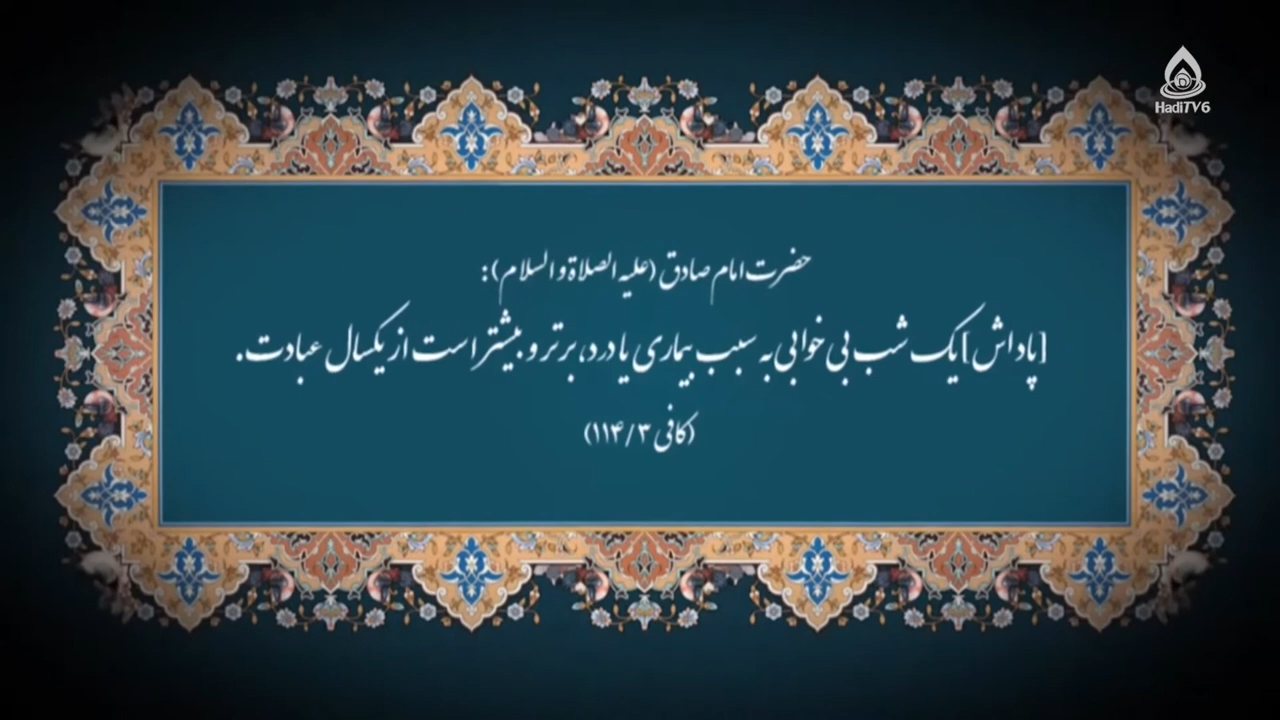 HadiTV6
حضرت امام صادق (علیه الصلاة و السلام):
[پاداش] یک شب بی خوابی به سبب بیماری یا درد، برتر و بیشتر است از یکسال عبادت.
(کافی ۳/ ۱۱۴)